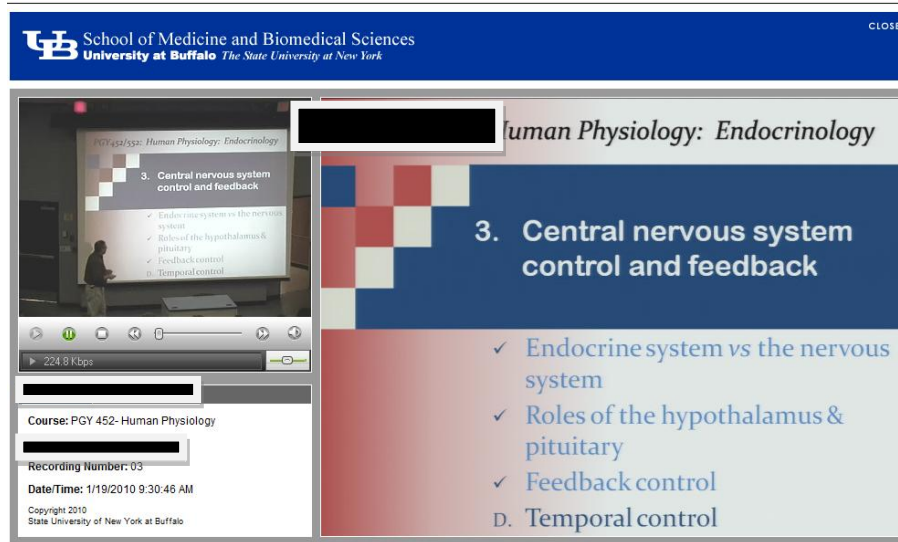 UB School of Medicine and Biomedical Sciences
University at Buffalo The State University of New York
CLOSE
PGY452/552: Human Physiology: Endocrinology
3. Central nervous system
control and feedback
✓ Endocrine system vs the nervous
system
✓ Roles of the hypothalamus &
pituitary
✓ Feedback control
D. Temporal control
224.8 Kbps
Course: PGY 452- Human Physiology
Recording Number: 03
Date/Time: 1/19/2010 9:30:46 AM
Copyright 2010
State University of New York at Buffalo
Human Physiology: Endocrinology
3. Central nervous system
control and feedback
✓ Endocrine system vs the nervous
system
✓ Roles of the hypothalamus &
pituitary
✓ Feedback control
D. Temporal control